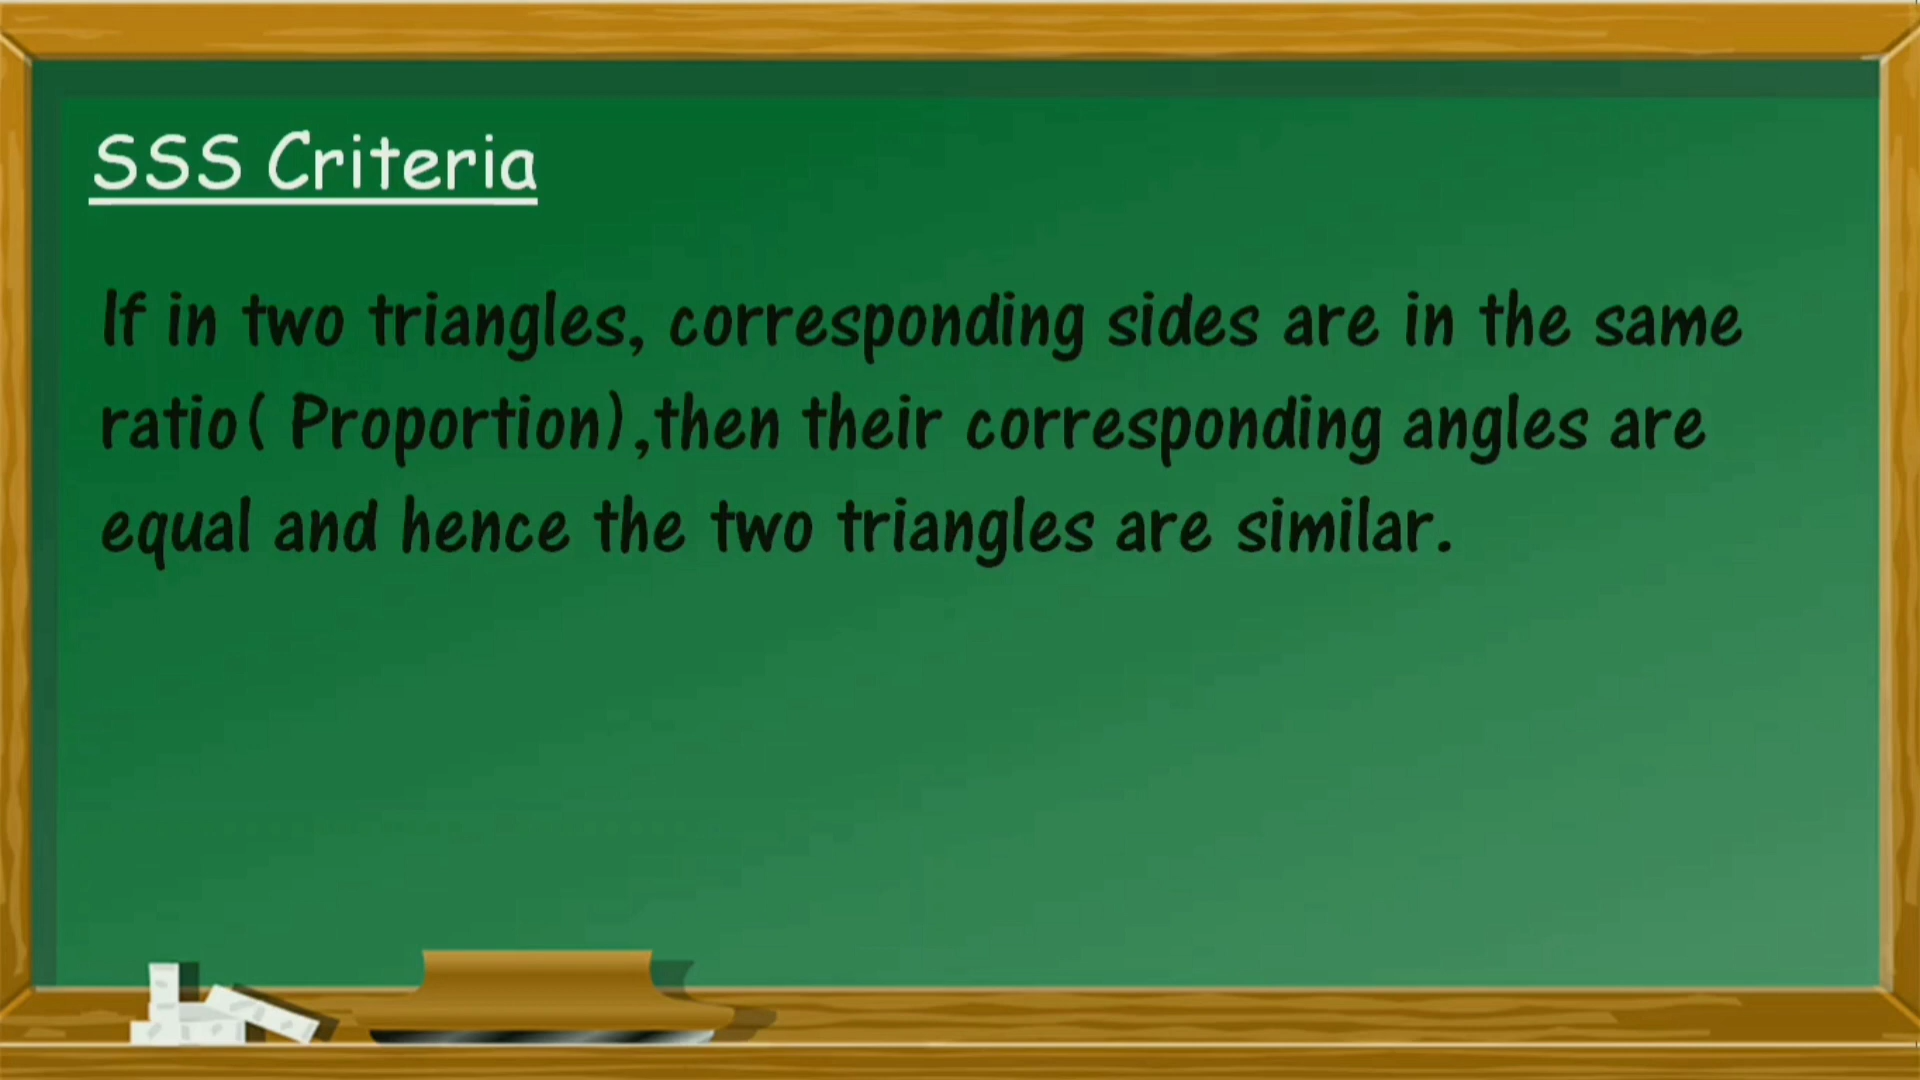 SSS Criteria
If in two triangles, corresponding sides are in the same
ratio( Proportion),then their corresponding angles are
equal and hence the two triangles are similar.